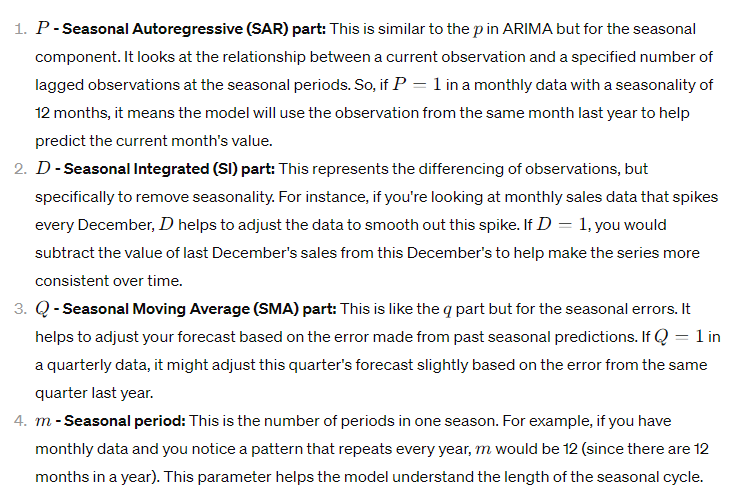 1. P - Seasonal Autoregressive (SAR) part: This is similar to the p in ARIMA but for the seasonal
component. It looks at the relationship between a current observation and a specified number of
lagged observations at the seasonal periods. So, if P = 1 in a monthly data with a seasonality of
12 months, it means the model will use the observation from the same month last year to help
predict the current month's value.
2. D - Seasonal Integrated (SI) part: This represents the differencing of observations, but
specifically to remove seasonality. For instance, if you're looking at monthly sales data that spikes
every December, D helps to adjust the data to smooth out this spike. If D = 1, you would
subtract the value of last December's sales from this December's to help make the series more
consistent over time.
3. Q - Seasonal Moving Average (SMA) part: This is like the q part but for the seasonal errors. It
helps to adjust your forecast based on the error made from past seasonal predictions. If Q = 1 in
a quarterly data, it might adjust this quarter's forecast slightly based on the error from the same
quarter last year.
4. m - Seasonal period: This is the number of periods in one season. For example, if you have
monthly data and you notice a pattern that repeats every year, m would be 12 (since there are 12
months in a year). This parameter helps the model understand the length of the seasonal cycle.